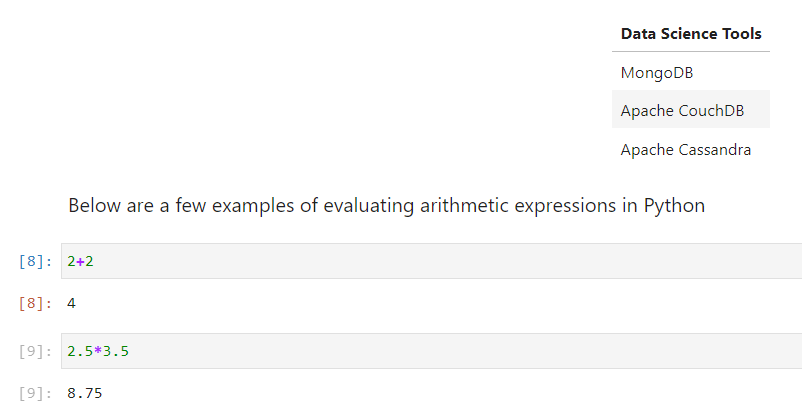 Data Science Tools
MongoDB
Apache CouchDB
Apache Cassandra
Below are a few examples of evaluating arithmetic expressions in Python
[8]: 2+2
[8]: 4
[9]: 2.5*3.5
[9]: 8.75